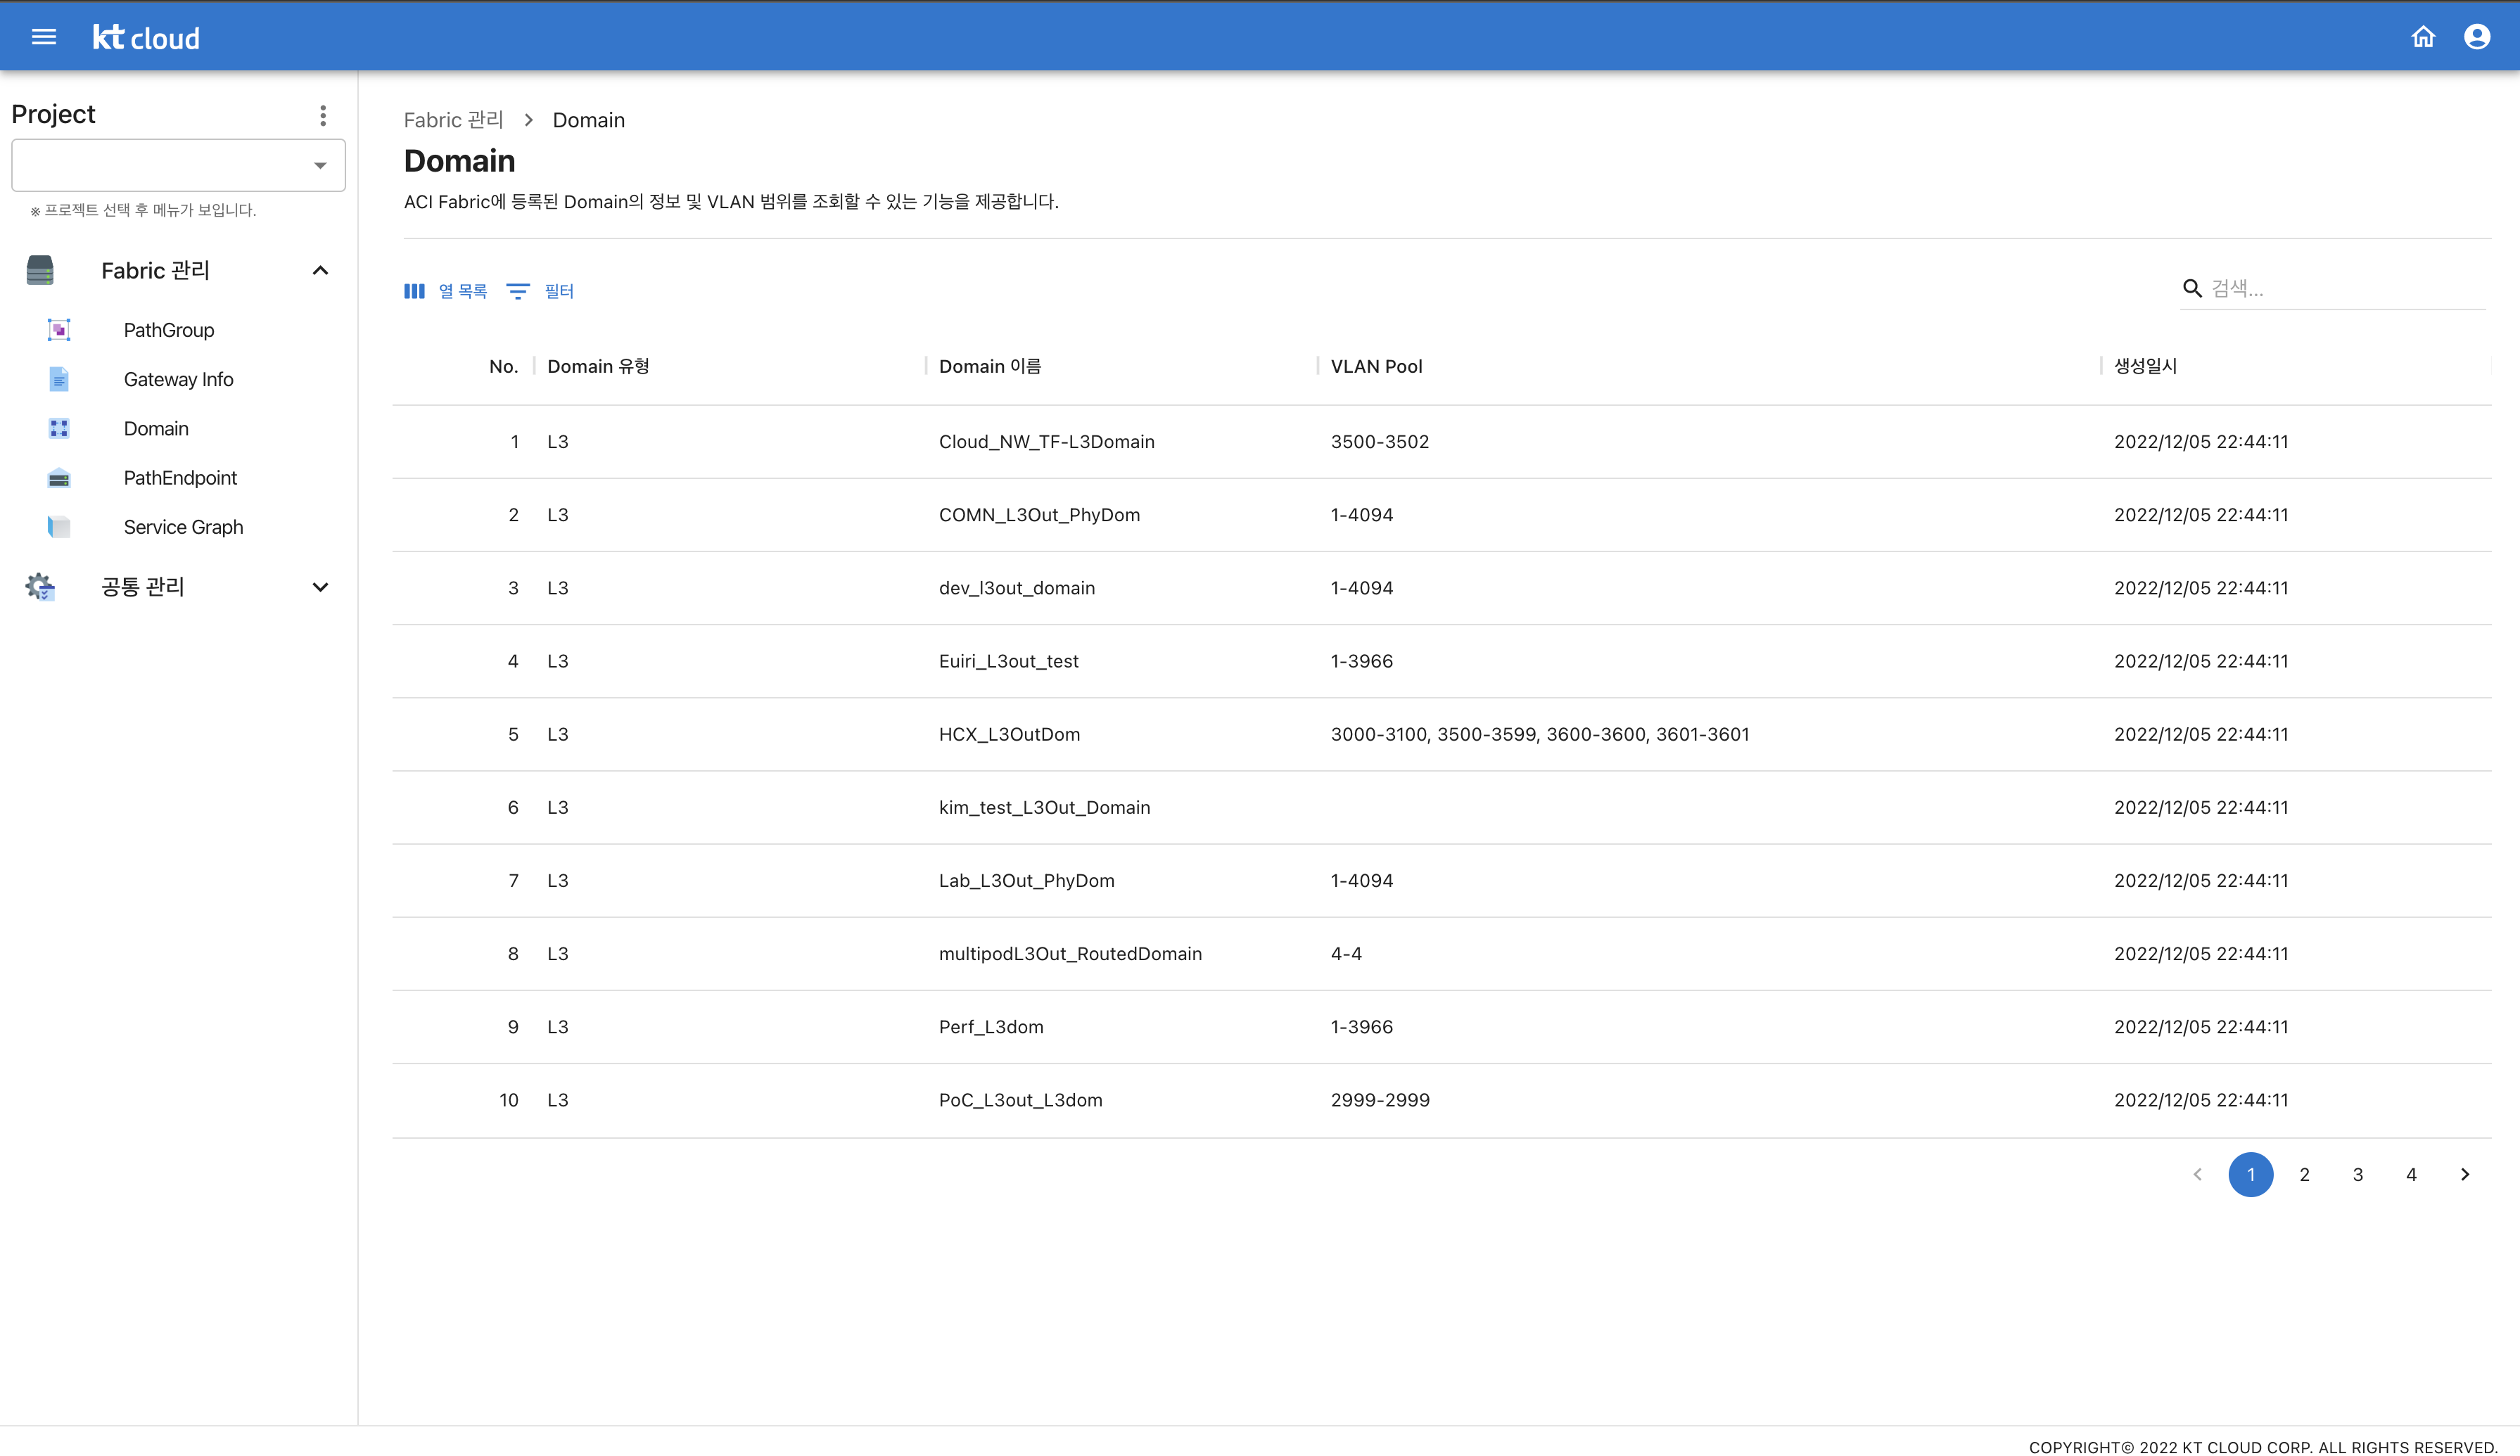 kt cloud
Project
※ 프로젝트 선택 후 메뉴가 보입니다.
Fabric 관리
PathGroup
Gateway Info
Domain
PathEndpoint
Service Graph
공통 관리
Fabric 관리 > Domain
Domain
ACI Fabric에 등록된 Domain의 정보 및 VLAN 범위를 조회할 수 있는 기능을 제공합니다.
열 목록 필터 검색...
No. Domain 유형 Domain 이름 VLAN Pool 생성일시
1 L3 Cloud_NW_TF-L3Domain 3500-3502 2022/12/05 22:44:11
2 L3 COMN_L3Out_PhyDom 1-4094 2022/12/05 22:44:11
3 L3 dev_l3out_domain 1-4094 2022/12/05 22:44:11
4 L3 Euiri_L3out_test 1-3966 2022/12/05 22:44:11
5 L3 HCX_L3OutDom 3000-3100, 3500-3599, 3600-3600, 3601-3601 2022/12/05 22:44:11
6 L3 kim_test_L3Out_Domain 2022/12/05 22:44:11
7 L3 Lab_L3Out_PhyDom 1-4094 2022/12/05 22:44:11
8 L3 multipodL3Out_RoutedDomain 4-4 2022/12/05 22:44:11
9 L3 Perf_L3dom 1-3966 2022/12/05 22:44:11
10 L3 PoC_L3out_L3dom 2999-2999 2022/12/05 22:44:11
1 2 3 4
COPYRIGHT© 2022 KT CLOUD CORP. ALL RIGHTS RESERVED.